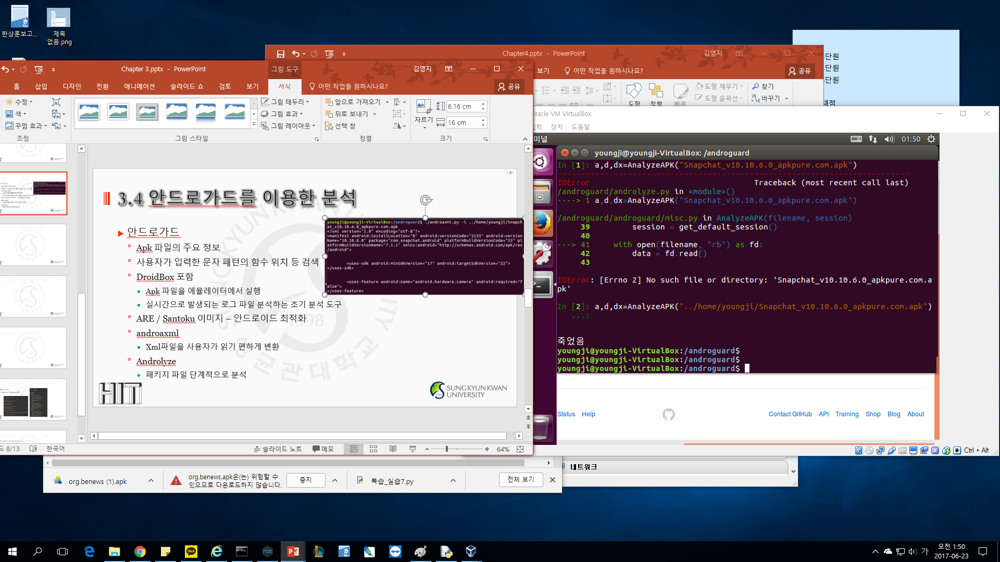 한상훈보고...
제목
없음.png
Chapter4.pptx - PowerPoint
김영지
보기
어떤 작업을 원하시나요?
공유
도형 채우기
도형 윤곽선
찾기
바꾸기
단원
단원
단원
채점
Chapter 3.pptx - PowerPoint
그림 도구
김영지
홈
삽입
디자인
전환
애니메이션
슬라이드 쇼
검토
보기
서식
어떤 작업을 원하시나요?
공유
수정
색
꾸밈 효과
조정
그림 테두리
그림 효과
그림 레이아웃
그림 스타일
앞으로 가져오기
뒤로 보내기
선택 창
정렬
자르기
6.16 cm
16 cm
크기
-8-
3.4 안드로가드를 이용한 분석
안드로가드
Apk 파일의 주요 정보
사용자가 입력한 문자 패턴의 함수 위치 등 검색
DroidBox 포함
Apk 파일을 에뮬레이터에서 실행
실시간으로 발생되는 로그 파일 분석하는 초기 분석 도구
ARE / Santoku 이미지 – 안드로이드 최적화
androaxml
Xml파일을 사용자가 읽기 편하게 변환
Androlyze
패키지 파일 단계적으로 분석
youngji@youngji-VirtualBox:/androguard$ ./androaxml.py -i ../home/youngji/Snapch
at_v10.10.6.0_apkpure.com.apk
<?xml version="1.0" encoding="utf-8"?>
<manifest android:installLocation="0" android:versionCode="1133" android:version
Name="10.10.6.0" package="com.snapchat.android" platformBuildVersionCode="25" pl
atformBuildVersionName="7.1.1" xmlns:android="http://schemas.android.com/apk/res
/android">
<uses-sdk android:minSdkVersion="17" android:targetSdkVersion="22">
</uses-sdk>
<uses-feature android:name="android.hardware.camera" android:required="f
alse">
</uses-feature>
HIT
SUNG KYUN KWAN
UNIVERSITY
1398
8/13
한국어
슬라이드 노트
메모
64%
Oracle VM VirtualBox
입력
장치
도움말
미널
01:50
youngji@youngji-VirtualBox: /androguard
In [1]: a,d,dx=AnalyzeAPK("Snapchat_v10.10.6.0_apkpure.com.apk")
---------------------------------------------------------------------------
IOError Traceback (most recent call last)
/androguard/androlyze.py in <module>()
----> 1 a,d,dx=AnalyzeAPK("Snapchat_v10.10.6.0_apkpure.com.apk")
/androguard/androguard/misc.py in AnalyzeAPK(filename, session)
39 session = get_default_session()
40
---> 41 with open(filename, "rb") as fd:
42 data = fd.read()
43
IOError: [Errno 2] No such file or directory: 'Snapchat_v10.10.6.0_apkpure.com.a
pk'
In [2]: a,d,dx=AnalyzeAPK("../home/youngji/Snapchat_v10.10.6.0_apkpure.com.apk")
...:
죽었음
youngji@youngji-VirtualBox:/androguard$
youngji@youngji-VirtualBox:/androguard$
youngji@youngji-VirtualBox:/androguard$
Status Help
Contact GitHub API Training Shop Blog About
Ctrl + Alt
네트워크
org.benews (1).apk
org.benews.apk은(는) 위험할 수
있으므로 다운로드하지 않습니다.
중지
복습_실습7.py
전체 보기
TALK
nox
가
오전 1:50
2017-06-23